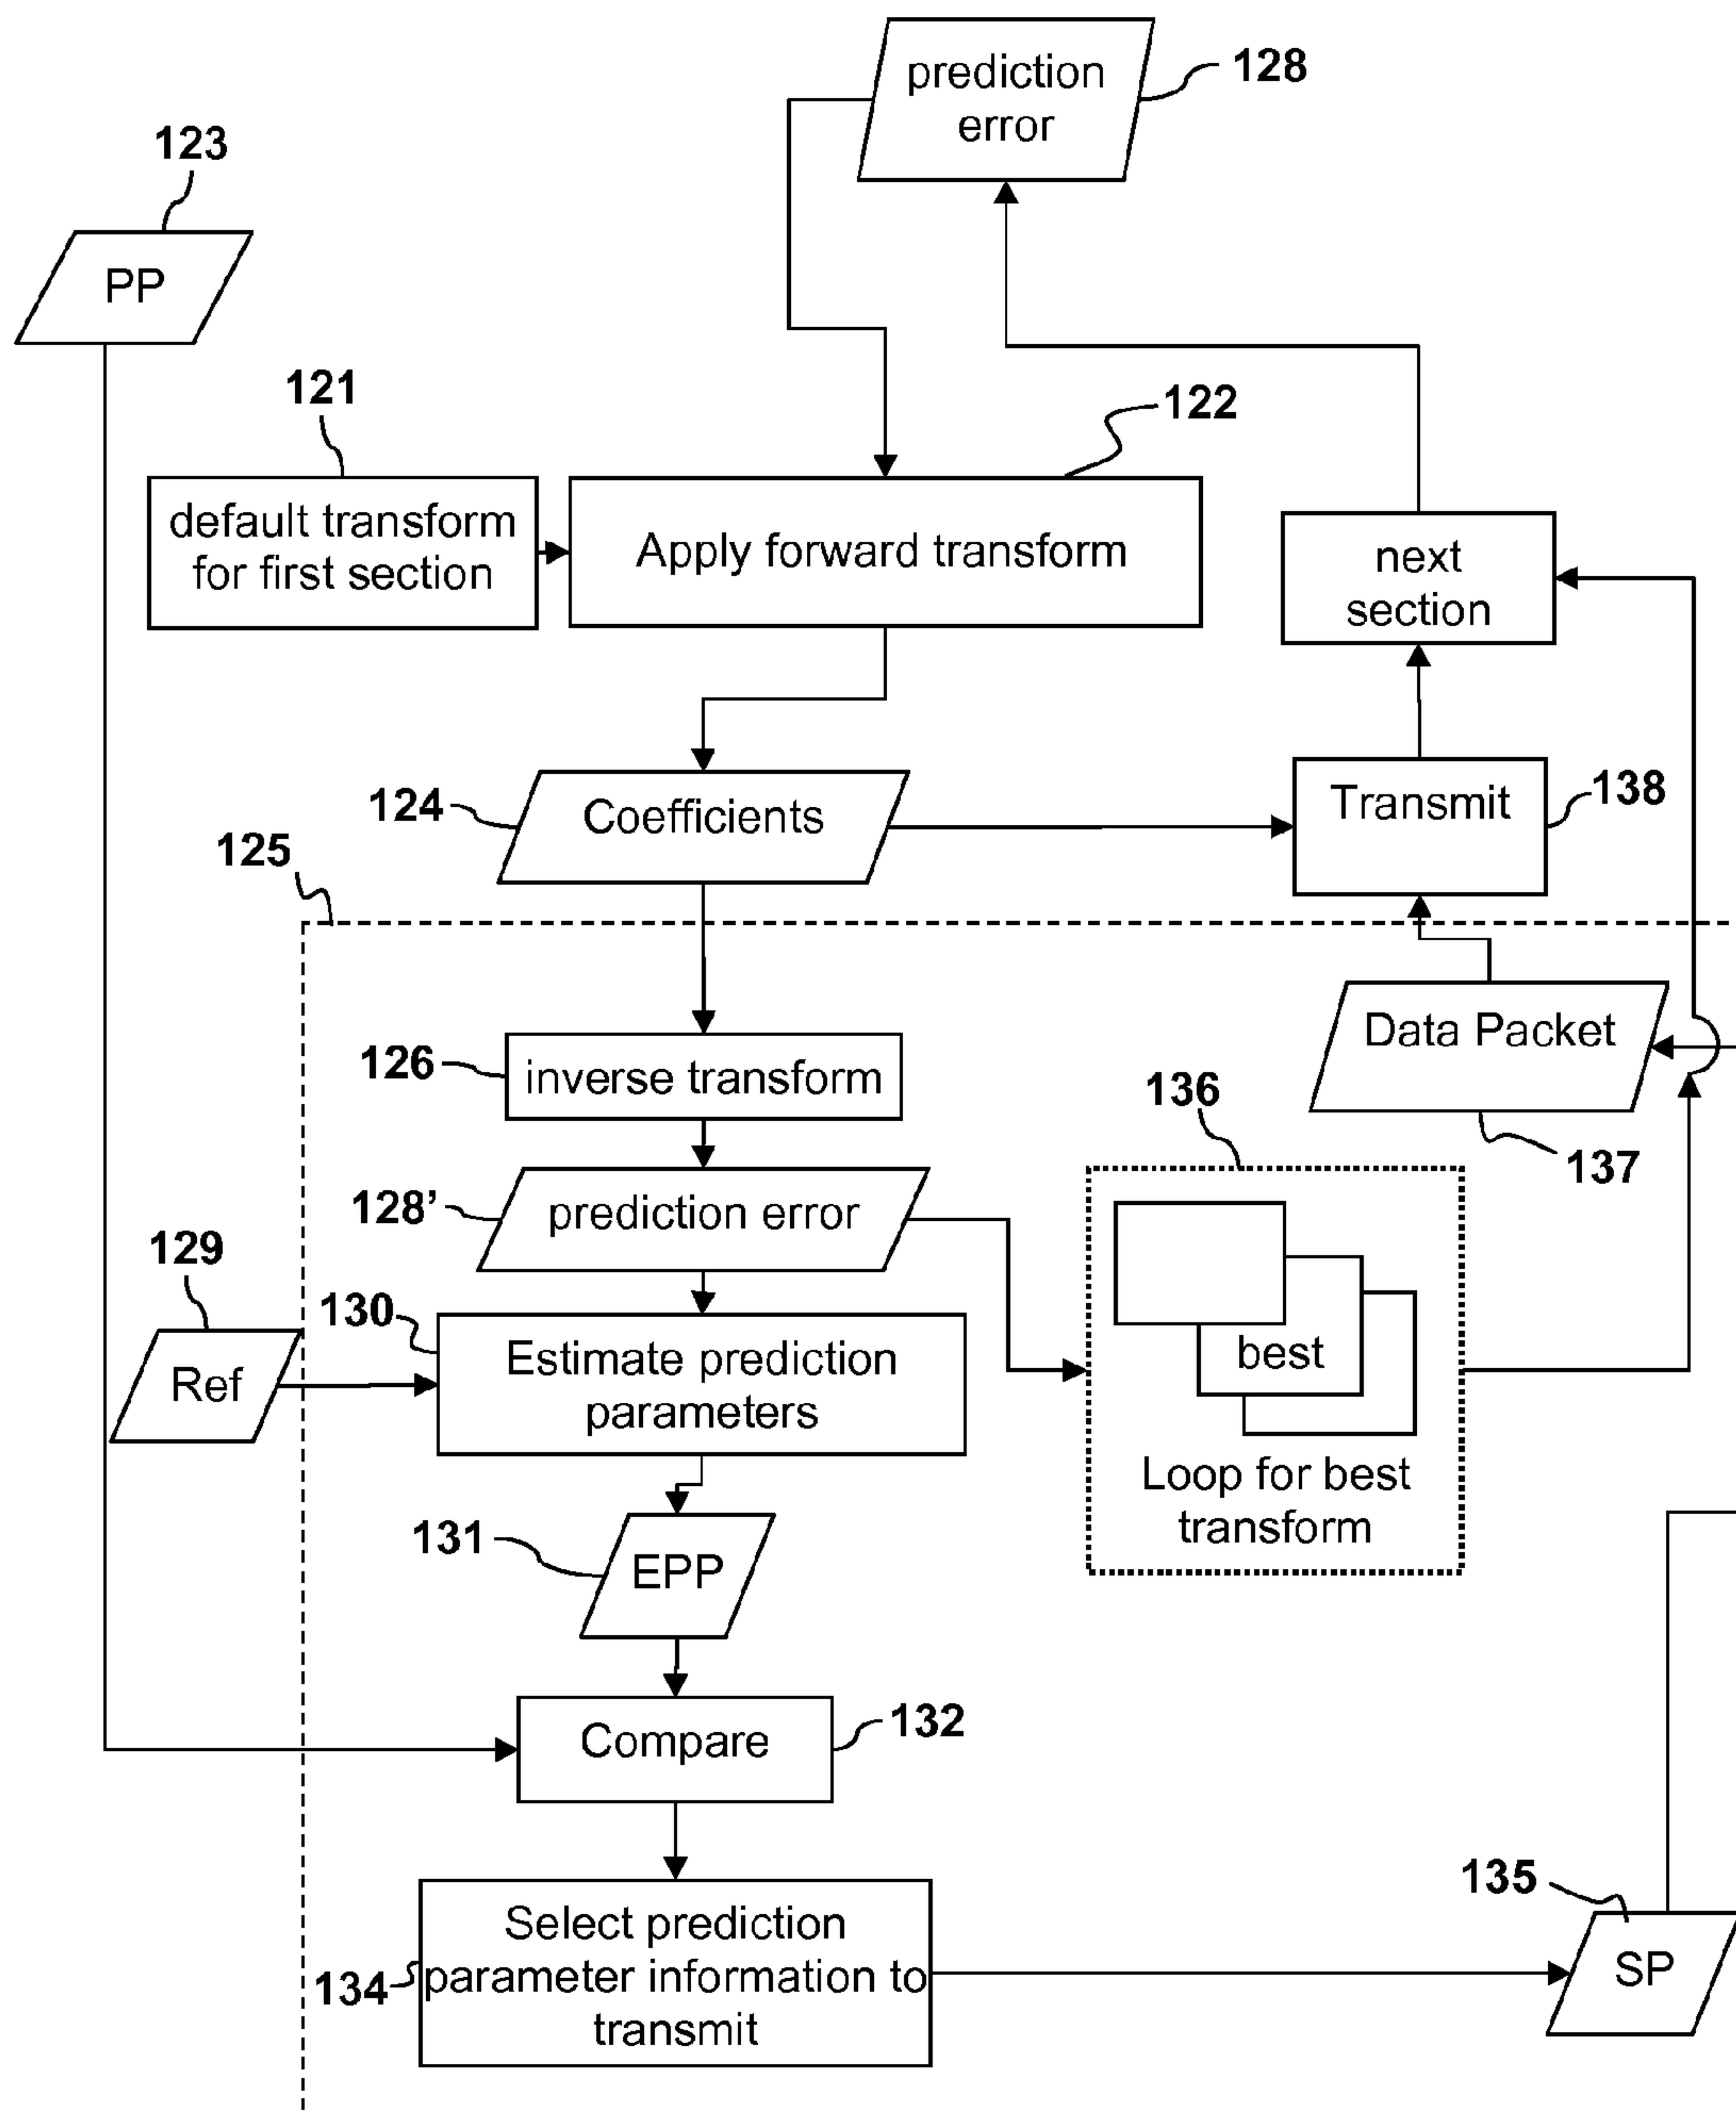 prediction
error
128
123
PP
121
122
default transform
for first section
Apply forward transform
next
section
124
Coefficients
Transmit
138
125
126
inverse transform
Data Packet
136
137
128’
prediction error
129
130
Ref
Estimate prediction
parameters
best
Loop for best
transform
131
EPP
Compare
132
135
Select prediction
134
parameter information to
transmit
SP